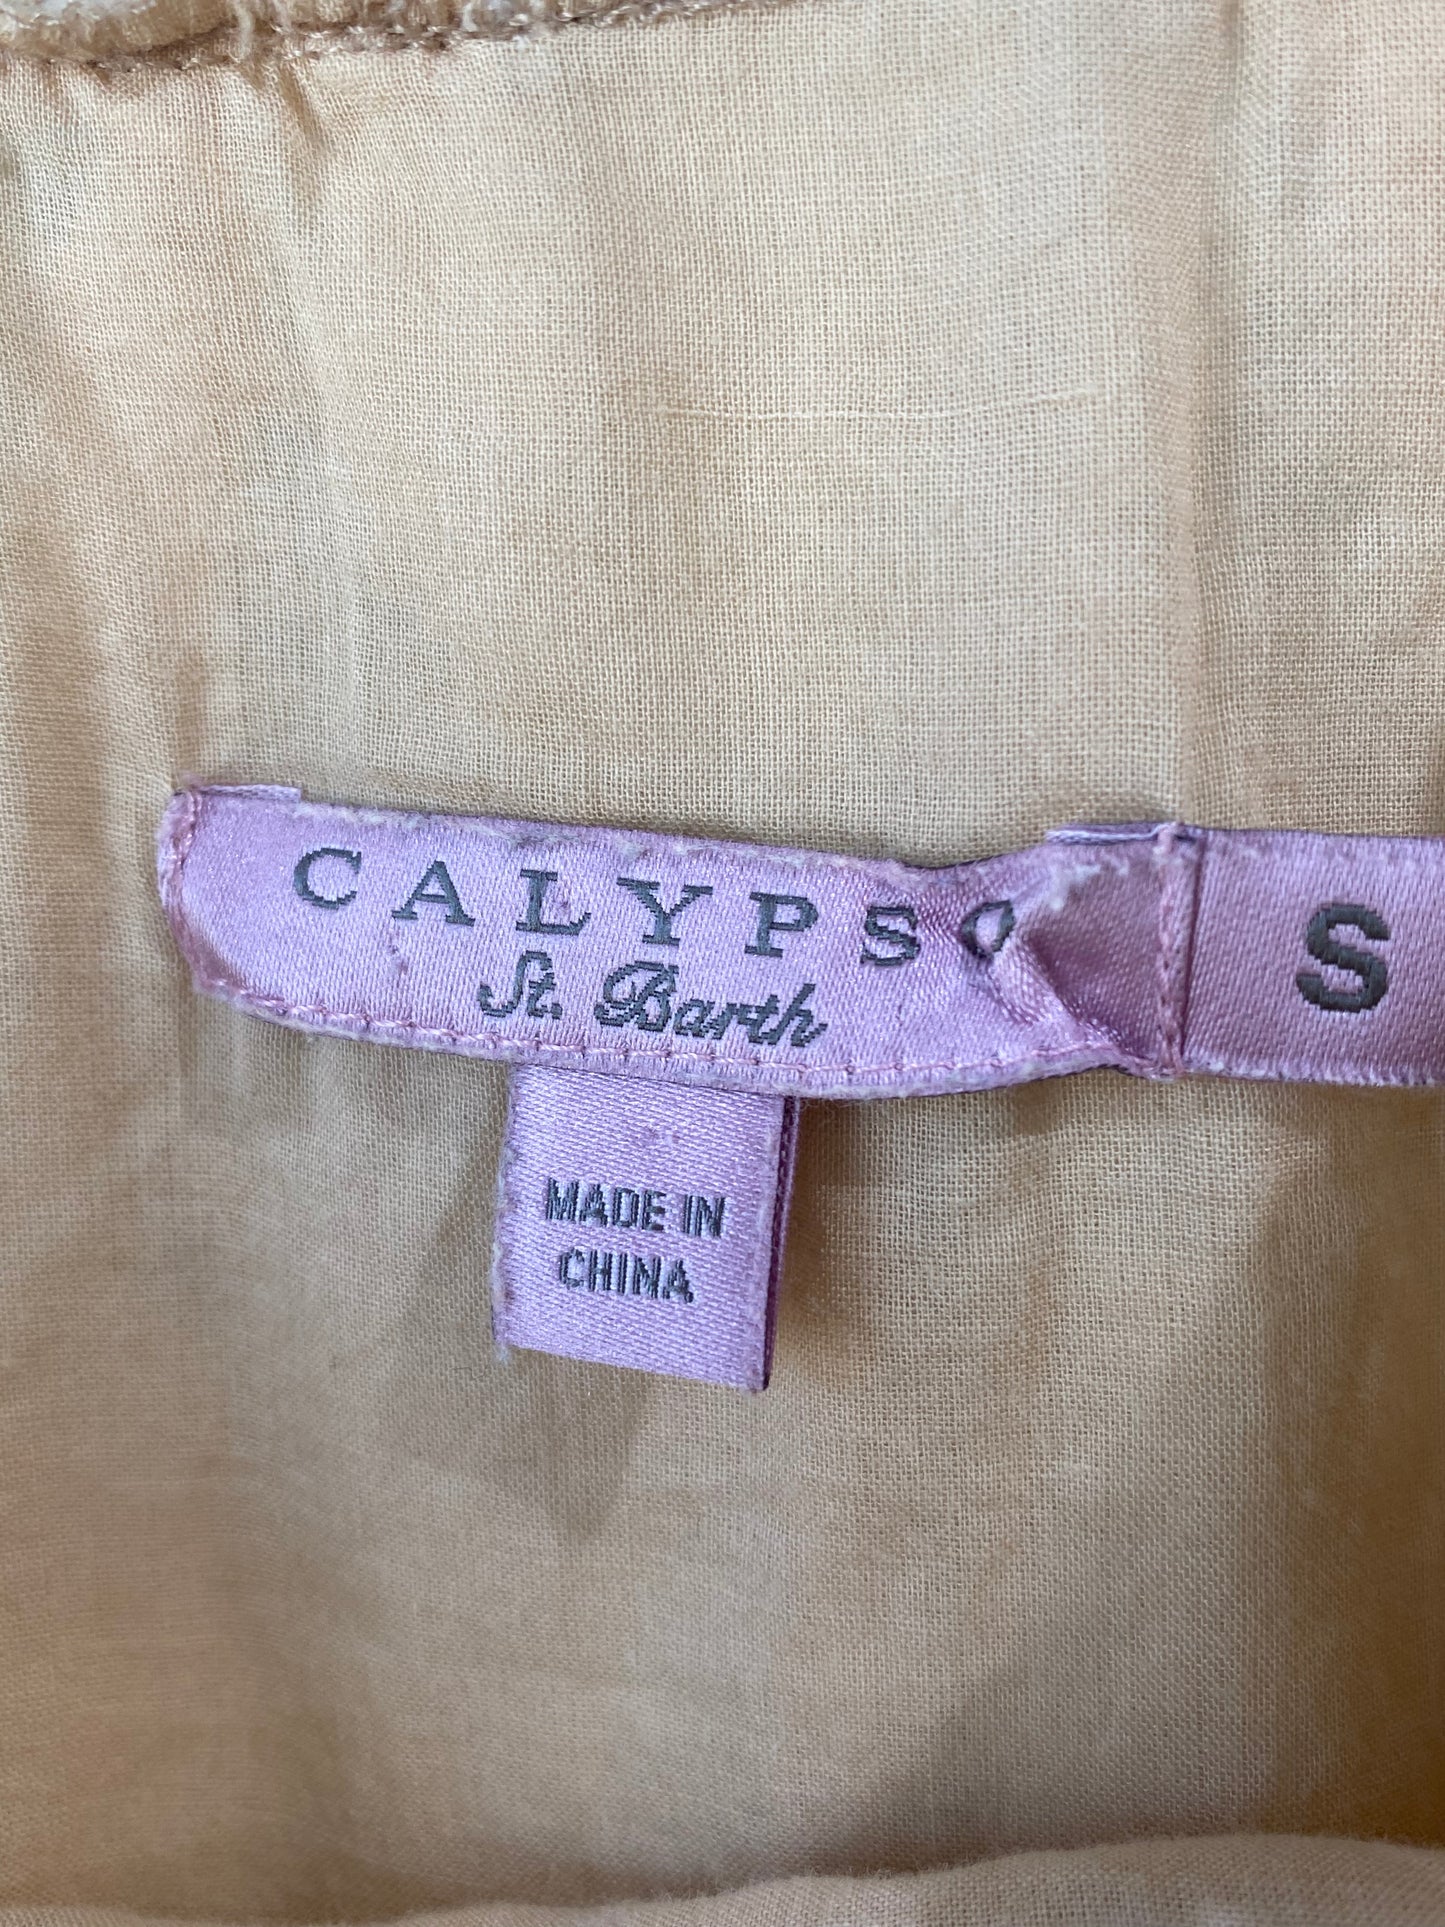 CALYPSO
St. Barth
S
MADE IN
CHINA